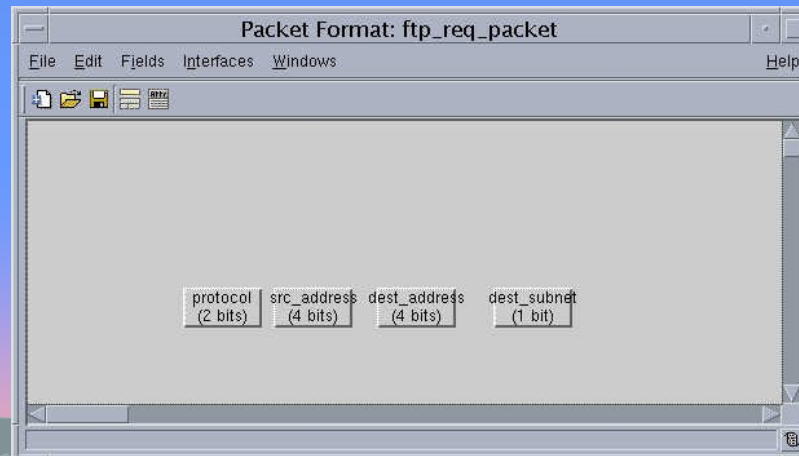 Packet Format: ftp_req_packet
File Edit Fields Interfaces Windows Help
protocol src_address dest_address dest_subnet
(2 bits) (4 bits) (4 bits) (1 bit)